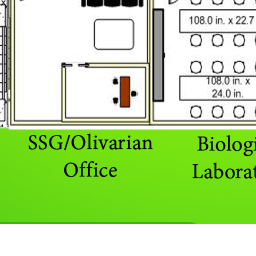 108.0 in. x 22.7
108.0 in. x
24.0 in.
SSG/Olivarian
Office
Biologi
Laborat